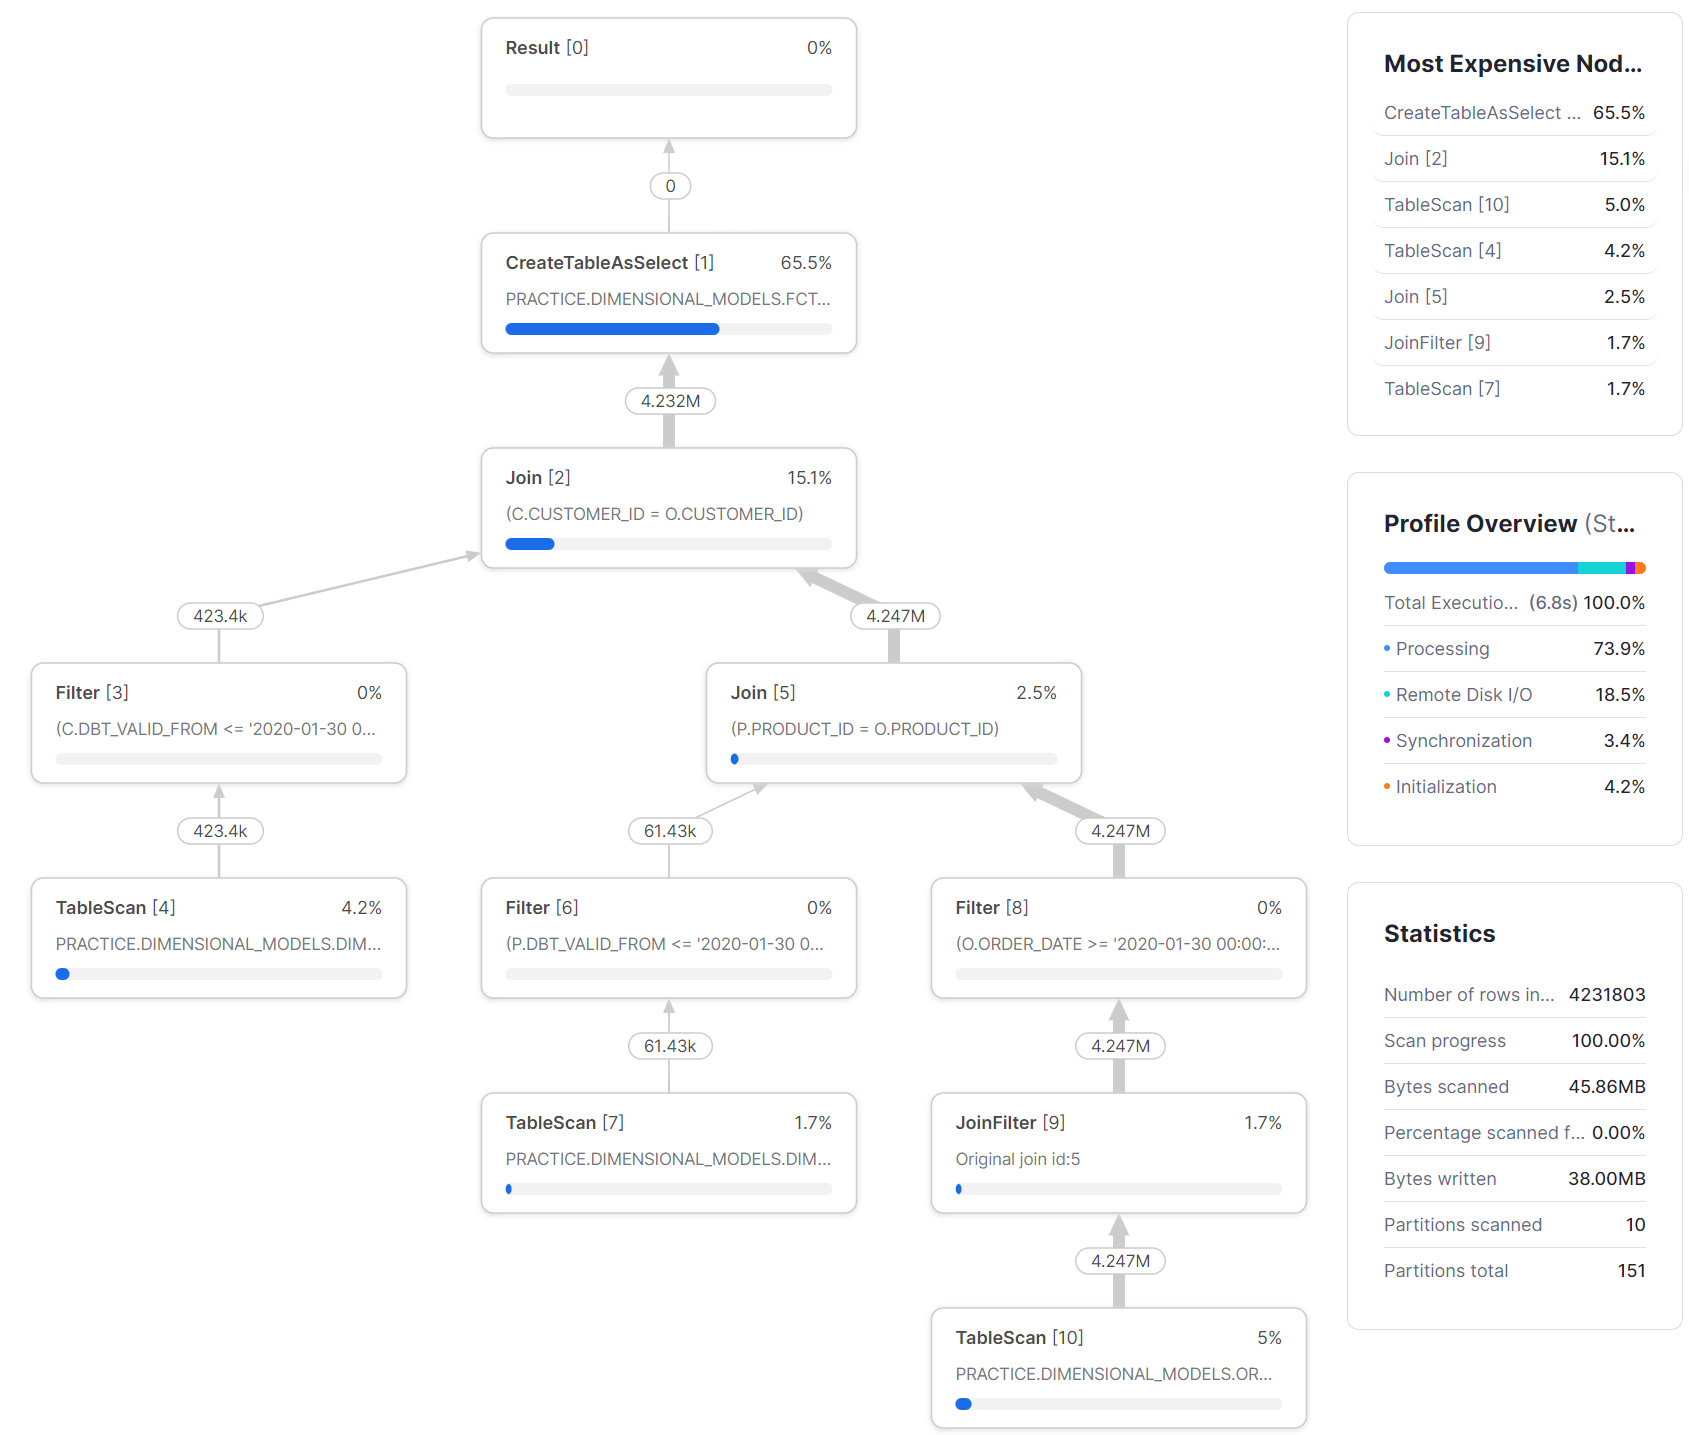 Result [0] 0%
0
CreateTableAsSelect [1] 65.5%
PRACTICE.DIMENSIONAL_MODELS.FCT...
4.232M
Join [2] 15.1%
(C.CUSTOMER_ID = O.CUSTOMER_ID)
423.4k
4.247M
Filter [3] 0%
(C.DBT_VALID_FROM <= '2020-01-30 0...
Join [5] 2.5%
(P.PRODUCT_ID = O.PRODUCT_ID)
423.4k
61.43k
4.247M
TableScan [4] 4.2%
PRACTICE.DIMENSIONAL_MODELS.DIM...
Filter [6] 0%
(P.DBT_VALID_FROM <= '2020-01-30 0...
Filter [8] 0%
(O.ORDER_DATE >= '2020-01-30 00:00:...
61.43k
4.247M
TableScan [7] 1.7%
PRACTICE.DIMENSIONAL_MODELS.DIM...
JoinFilter [9] 1.7%
Original join id:5
4.247M
TableScan [10] 5%
PRACTICE.DIMENSIONAL_MODELS.OR...
Most Expensive Nod...
CreateTableAsSelect ... 65.5%
Join [2] 15.1%
TableScan [10] 5.0%
TableScan [4] 4.2%
Join [5] 2.5%
JoinFilter [9] 1.7%
TableScan [7] 1.7%
Profile Overview (St...
Total Executio... (6.8s) 100.0%
Processing 73.9%
Remote Disk I/O 18.5%
Synchronization 3.4%
Initialization 4.2%
Statistics
Number of rows in... 4231803
Scan progress 100.00%
Bytes scanned 45.86MB
Percentage scanned f... 0.00%
Bytes written 38.00MB
Partitions scanned 10
Partitions total 151